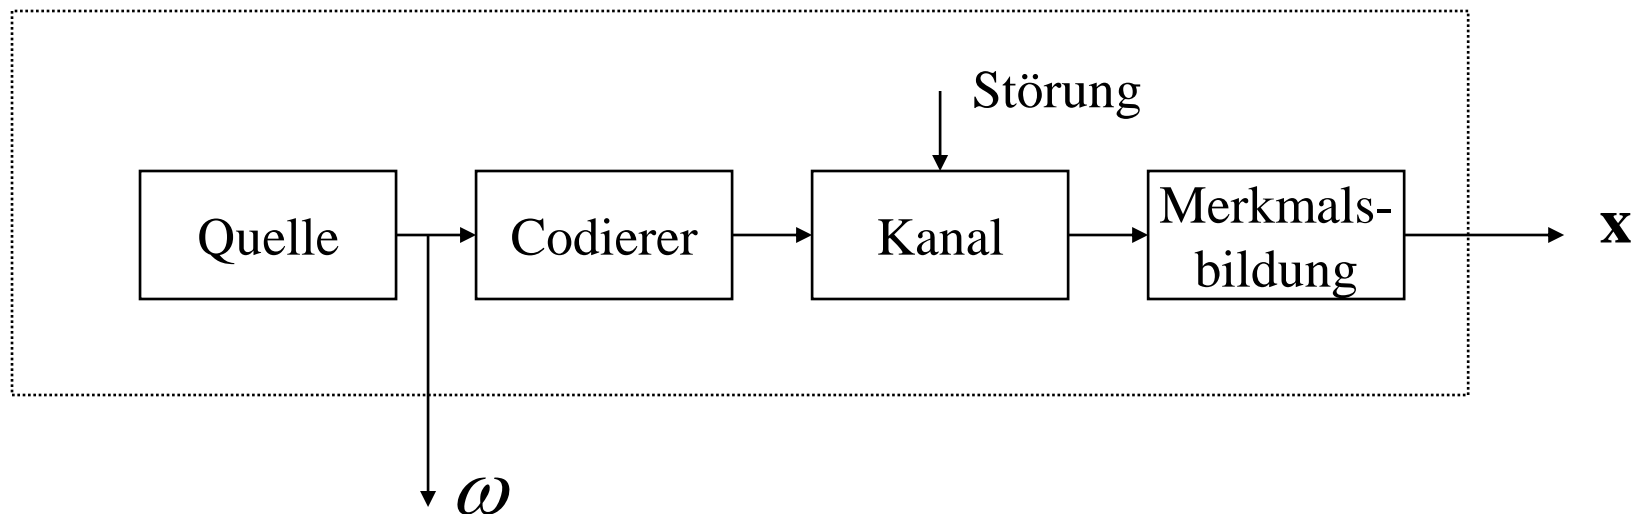 Störung
Quelle
Codierer
Kanal
Merkmals-
bildung
x
ω